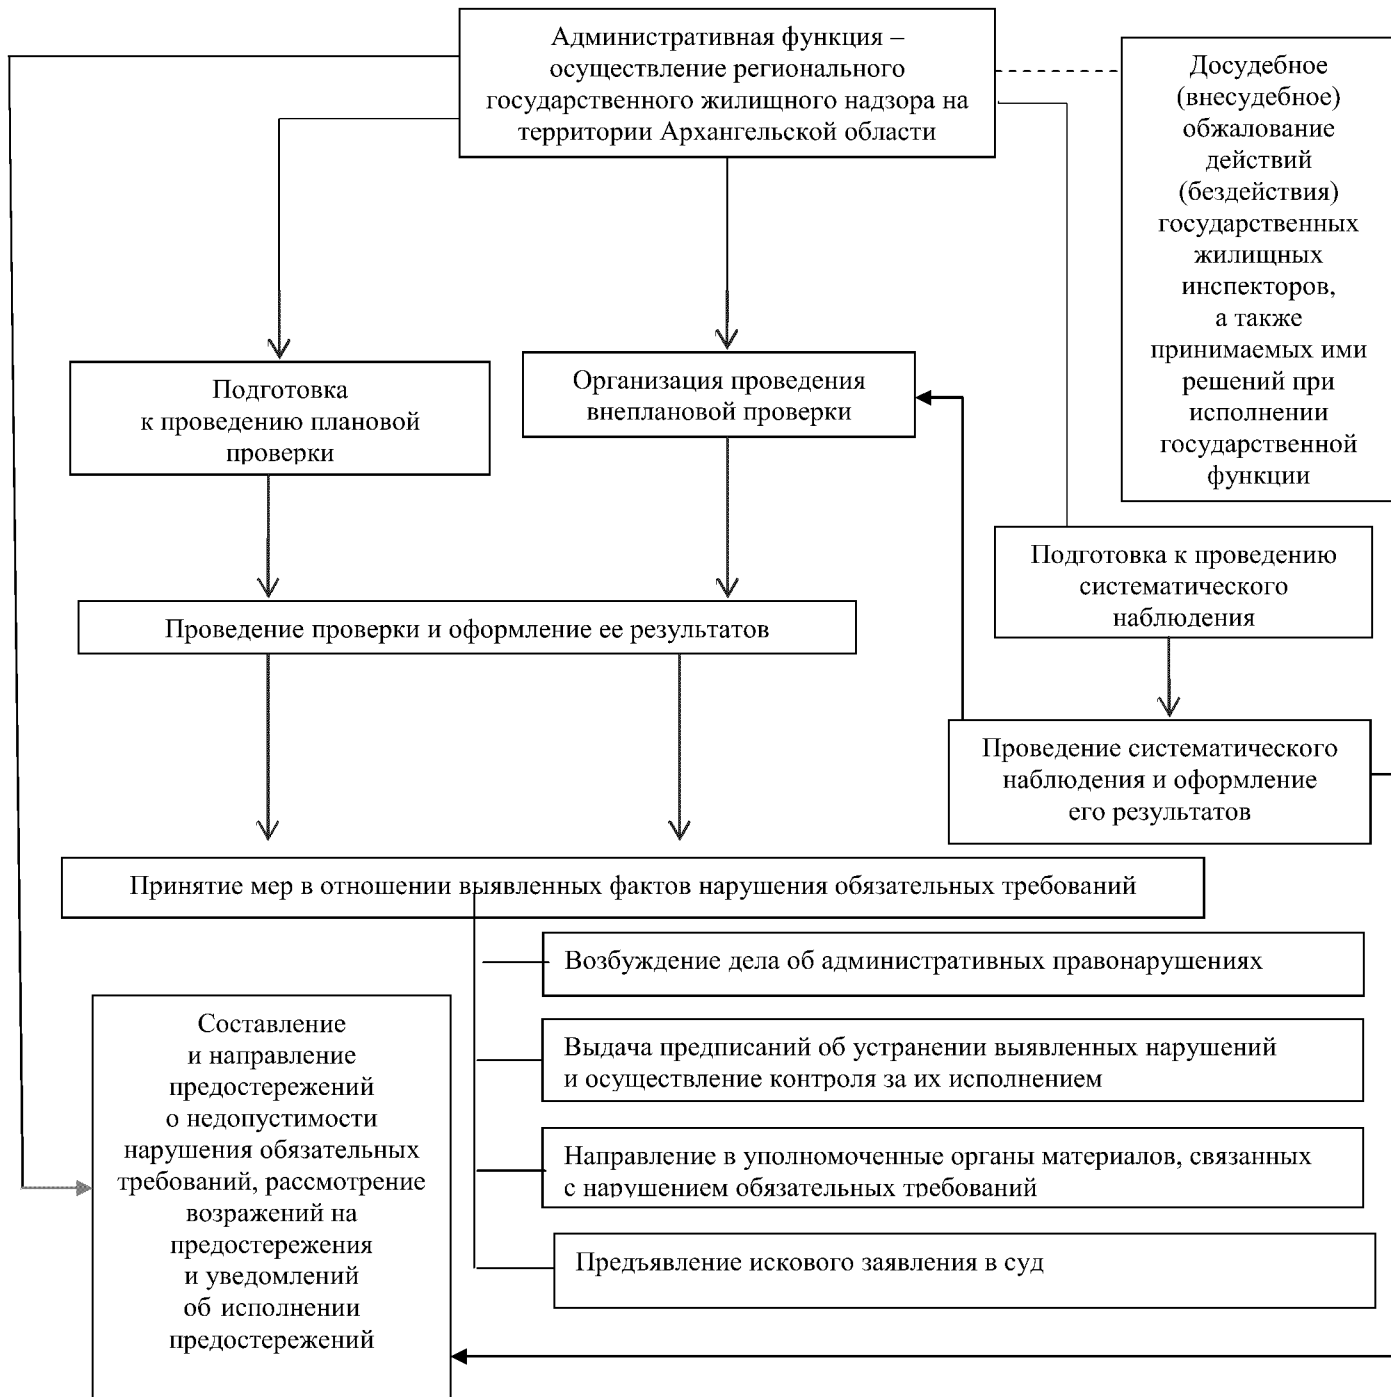 Административная функция –
осуществление регионального
государственного жилищного надзора на
территории Архангельской области
Досудебное
(внесудебное)
обжалование
действий
(бездействия)
государственных
жилищных
инспекторов,
а также
принимаемых ими
решений при
исполнении
государственной
функции
Подготовка
к проведению плановой
проверки
Организация проведения
внеплановой проверки
Подготовка к проведению
систематического
наблюдения
Проведение проверки и оформление ее результатов
Проведение систематического
наблюдения и оформление
его результатов
Принятие мер в отношении выявленных фактов нарушения обязательных требований
Возбуждение дела об административных правонарушениях
Выдача предписаний об устранении выявленных нарушений
и осуществление контроля за их исполнением
Направление в уполномоченные органы материалов, связанных
с нарушением обязательных требований
Предъявление искового заявления в суд
Составление
и направление
предостережений
о недопустимости
нарушения обязательных
требований, рассмотрение
возражений на
предостережения
и уведомлений
об исполнении
предостережений